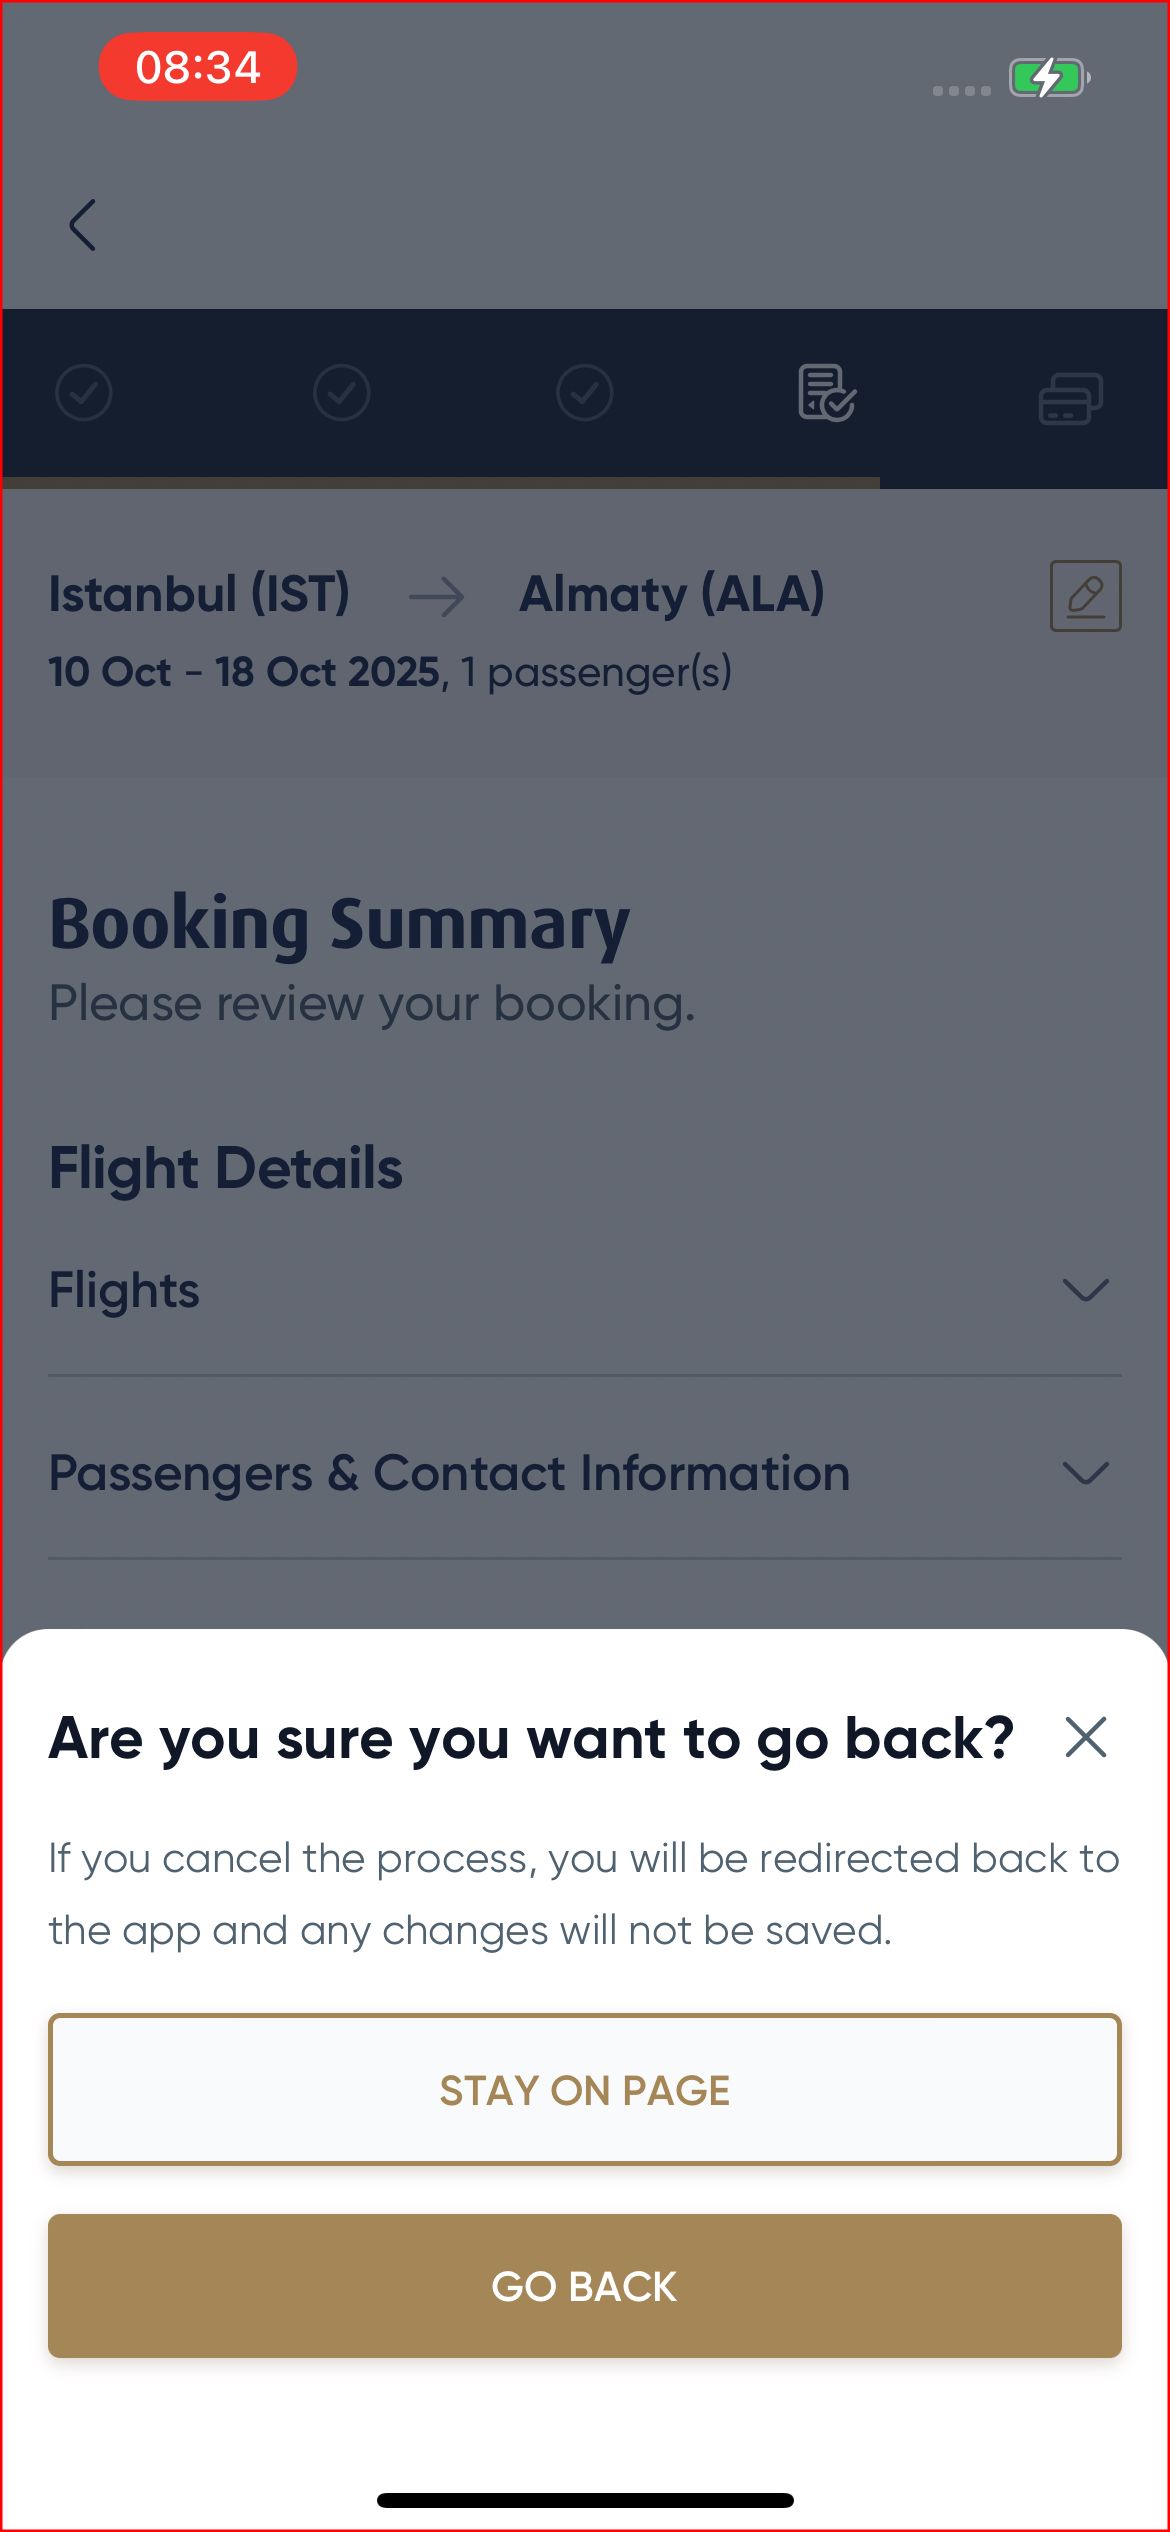 08:34
Istanbul (IST) Almaty (ALA)
10 Oct - 18 Oct 2025, 1 passenger(s)
Booking Summary
Please review your booking.
Flight Details
Flights
Passengers & Contact Information
Are you sure you want to go back?
If you cancel the process, you will be redirected back to
the app and any changes will not be saved.
STAY ON PAGE
GO BACK